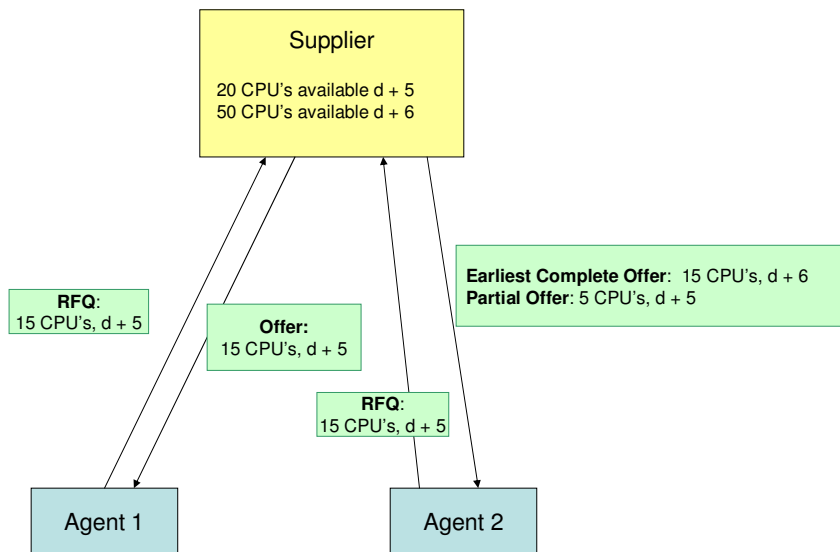 Supplier
20 CPU's available d + 5
50 CPU's available d + 6
Earliest Complete Offer: 15 CPU's, d + 6
Partial Offer: 5 CPU's, d + 5
RFQ:
15 CPU's, d + 5
Offer:
15 CPU's, d + 5
RFQ:
15 CPU's, d + 5
Agent 1
Agent 2